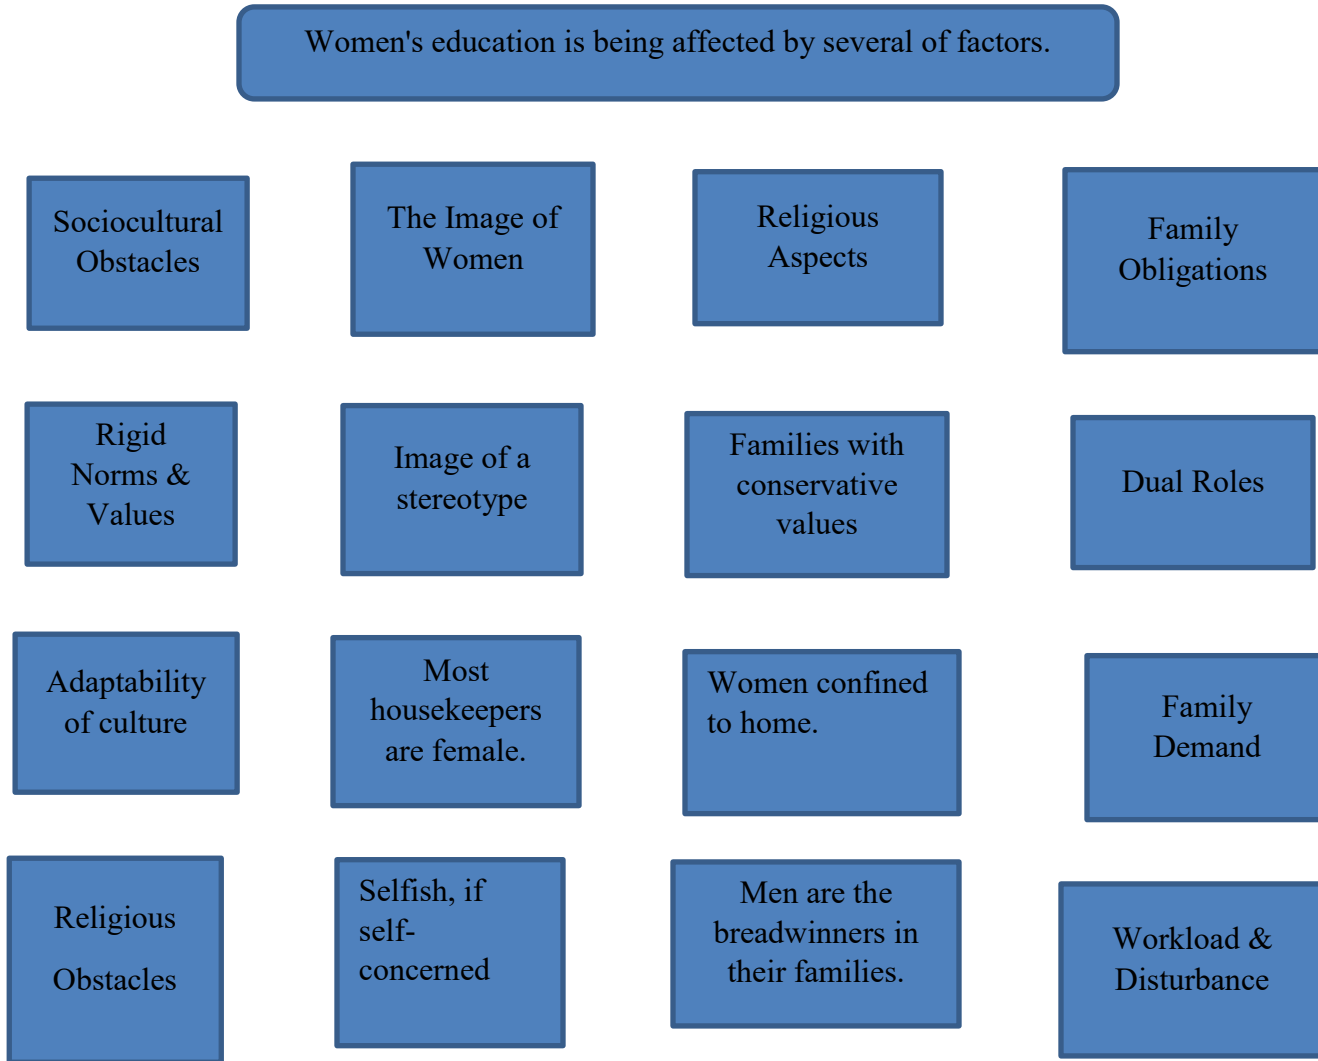 Women's education is being affected by several of factors.
Sociocultural
Obstacles
The Image of
Women
Religious
Aspects
Family
Obligations
Rigid
Norms &
Values
Image of a
stereotype
Families with
conservative
values
Dual Roles
Adaptability
of culture
Most
housekeepers
are female.
Women confined
to home.
Family
Demand
Religious
Obstacles
Selfish, if
self-
concerned
Men are the
breadwinners in
their families.
Workload &
Disturbance